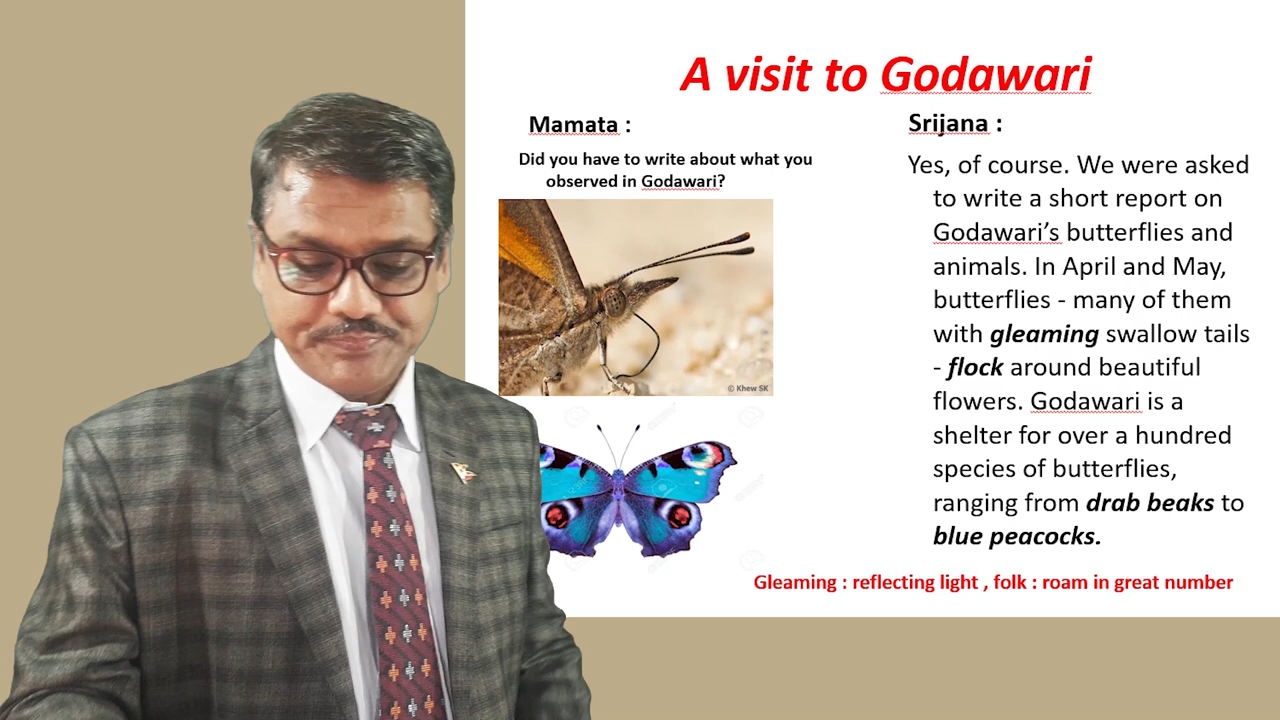 A visit to Godawari
Mamata :
Did you have to write about what you
observed in Godawari?
© Khew SK
Srijana :
Yes, of course. We were asked
to write a short report on
Godawari’s butterflies and
animals. In April and May,
butterflies - many of them
with gleaming swallow tails
- flock around beautiful
flowers. Godawari is a
shelter for over a hundred
species of butterflies,
ranging from drab beaks to
blue peacocks.
Gleaming : reflecting light , folk : roam in great number